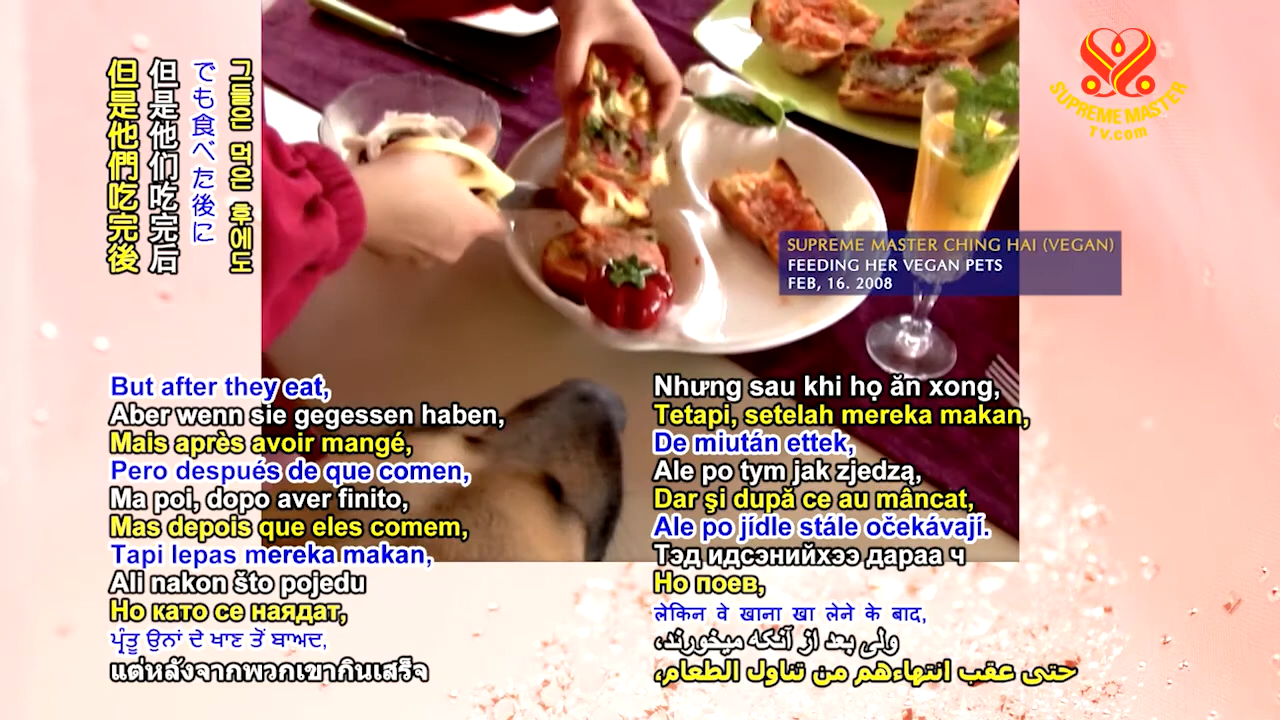 그들은 먹은 후에도
でも食べた後に
但是他们吃完后
但是他們吃完後
SUPREME MASTER
TV.com
SUPREME MASTER CHING HAI (VEGAN)
FEEDING HER VEGAN PETS
FEB, 16. 2008
But after they eat,
Aber wenn sie gegessen haben,
Mais après avoir mangé,
Pero después de que comen,
Ma poi, dopo aver finito,
Mas depois que eles comem,
Tapi lepas mereka makan,
Ali nakon što pojedu
Но като се наядат,
ਪ੍ਰੰਤੂ ਉਨਾਂ ਦੇ ਖਾਣ ਤੋਂ ਬਾਅਦ,
แต่หลังจากพวกเขากินเสร็จ
Nhưng sau khi họ ăn xong,
Tetapi, setelah mereka makan,
De miután ettek,
Ale po tym jak zjedzą,
Dar şi după ce au mâncat,
Ale po jídle stále očekávají.
Тэд идсэнийхээ дараа ч
Но поев,
लेकिन वे खाना खा लेने के बाद,
ولی بعد از آنکه میخورند،
حتى عقب انتهاءهم من تناول الطعام،